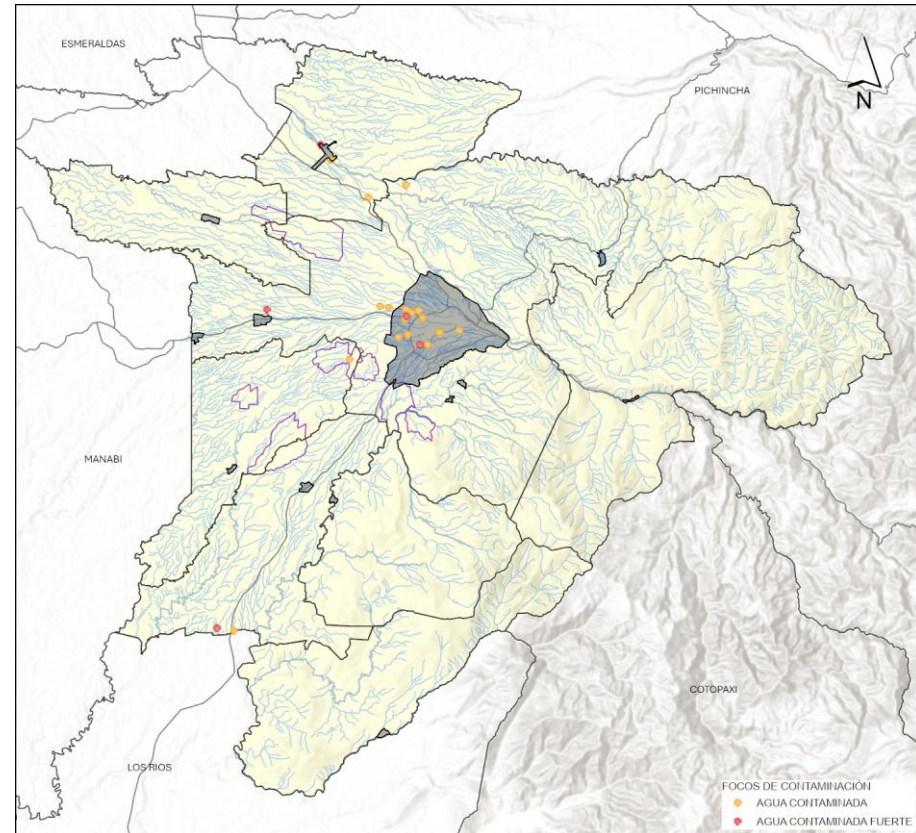 ESMERALDAS
PICHINCHA
N
MANABI
COTOPAXI
LOS RIOS
FOCOS DE CONTAMINACIÓN
AGUA CONTAMINADA
AGUA CONTAMINADA FUERTE